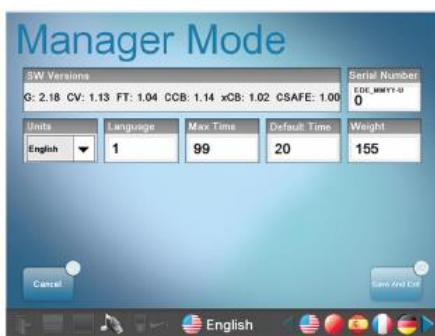 Manager Mode
SW Versions
Serial Number
G: 2.18 CV: 1.13 FT: 1.04 CCB: 1.14 xCB: 1.02 CSAFE: 1.00
EDE_MMYY-U
0
Units
Language
Max Time
Default Time
Weight
English
1
99
20
155
Cancel
Save And Exit
English